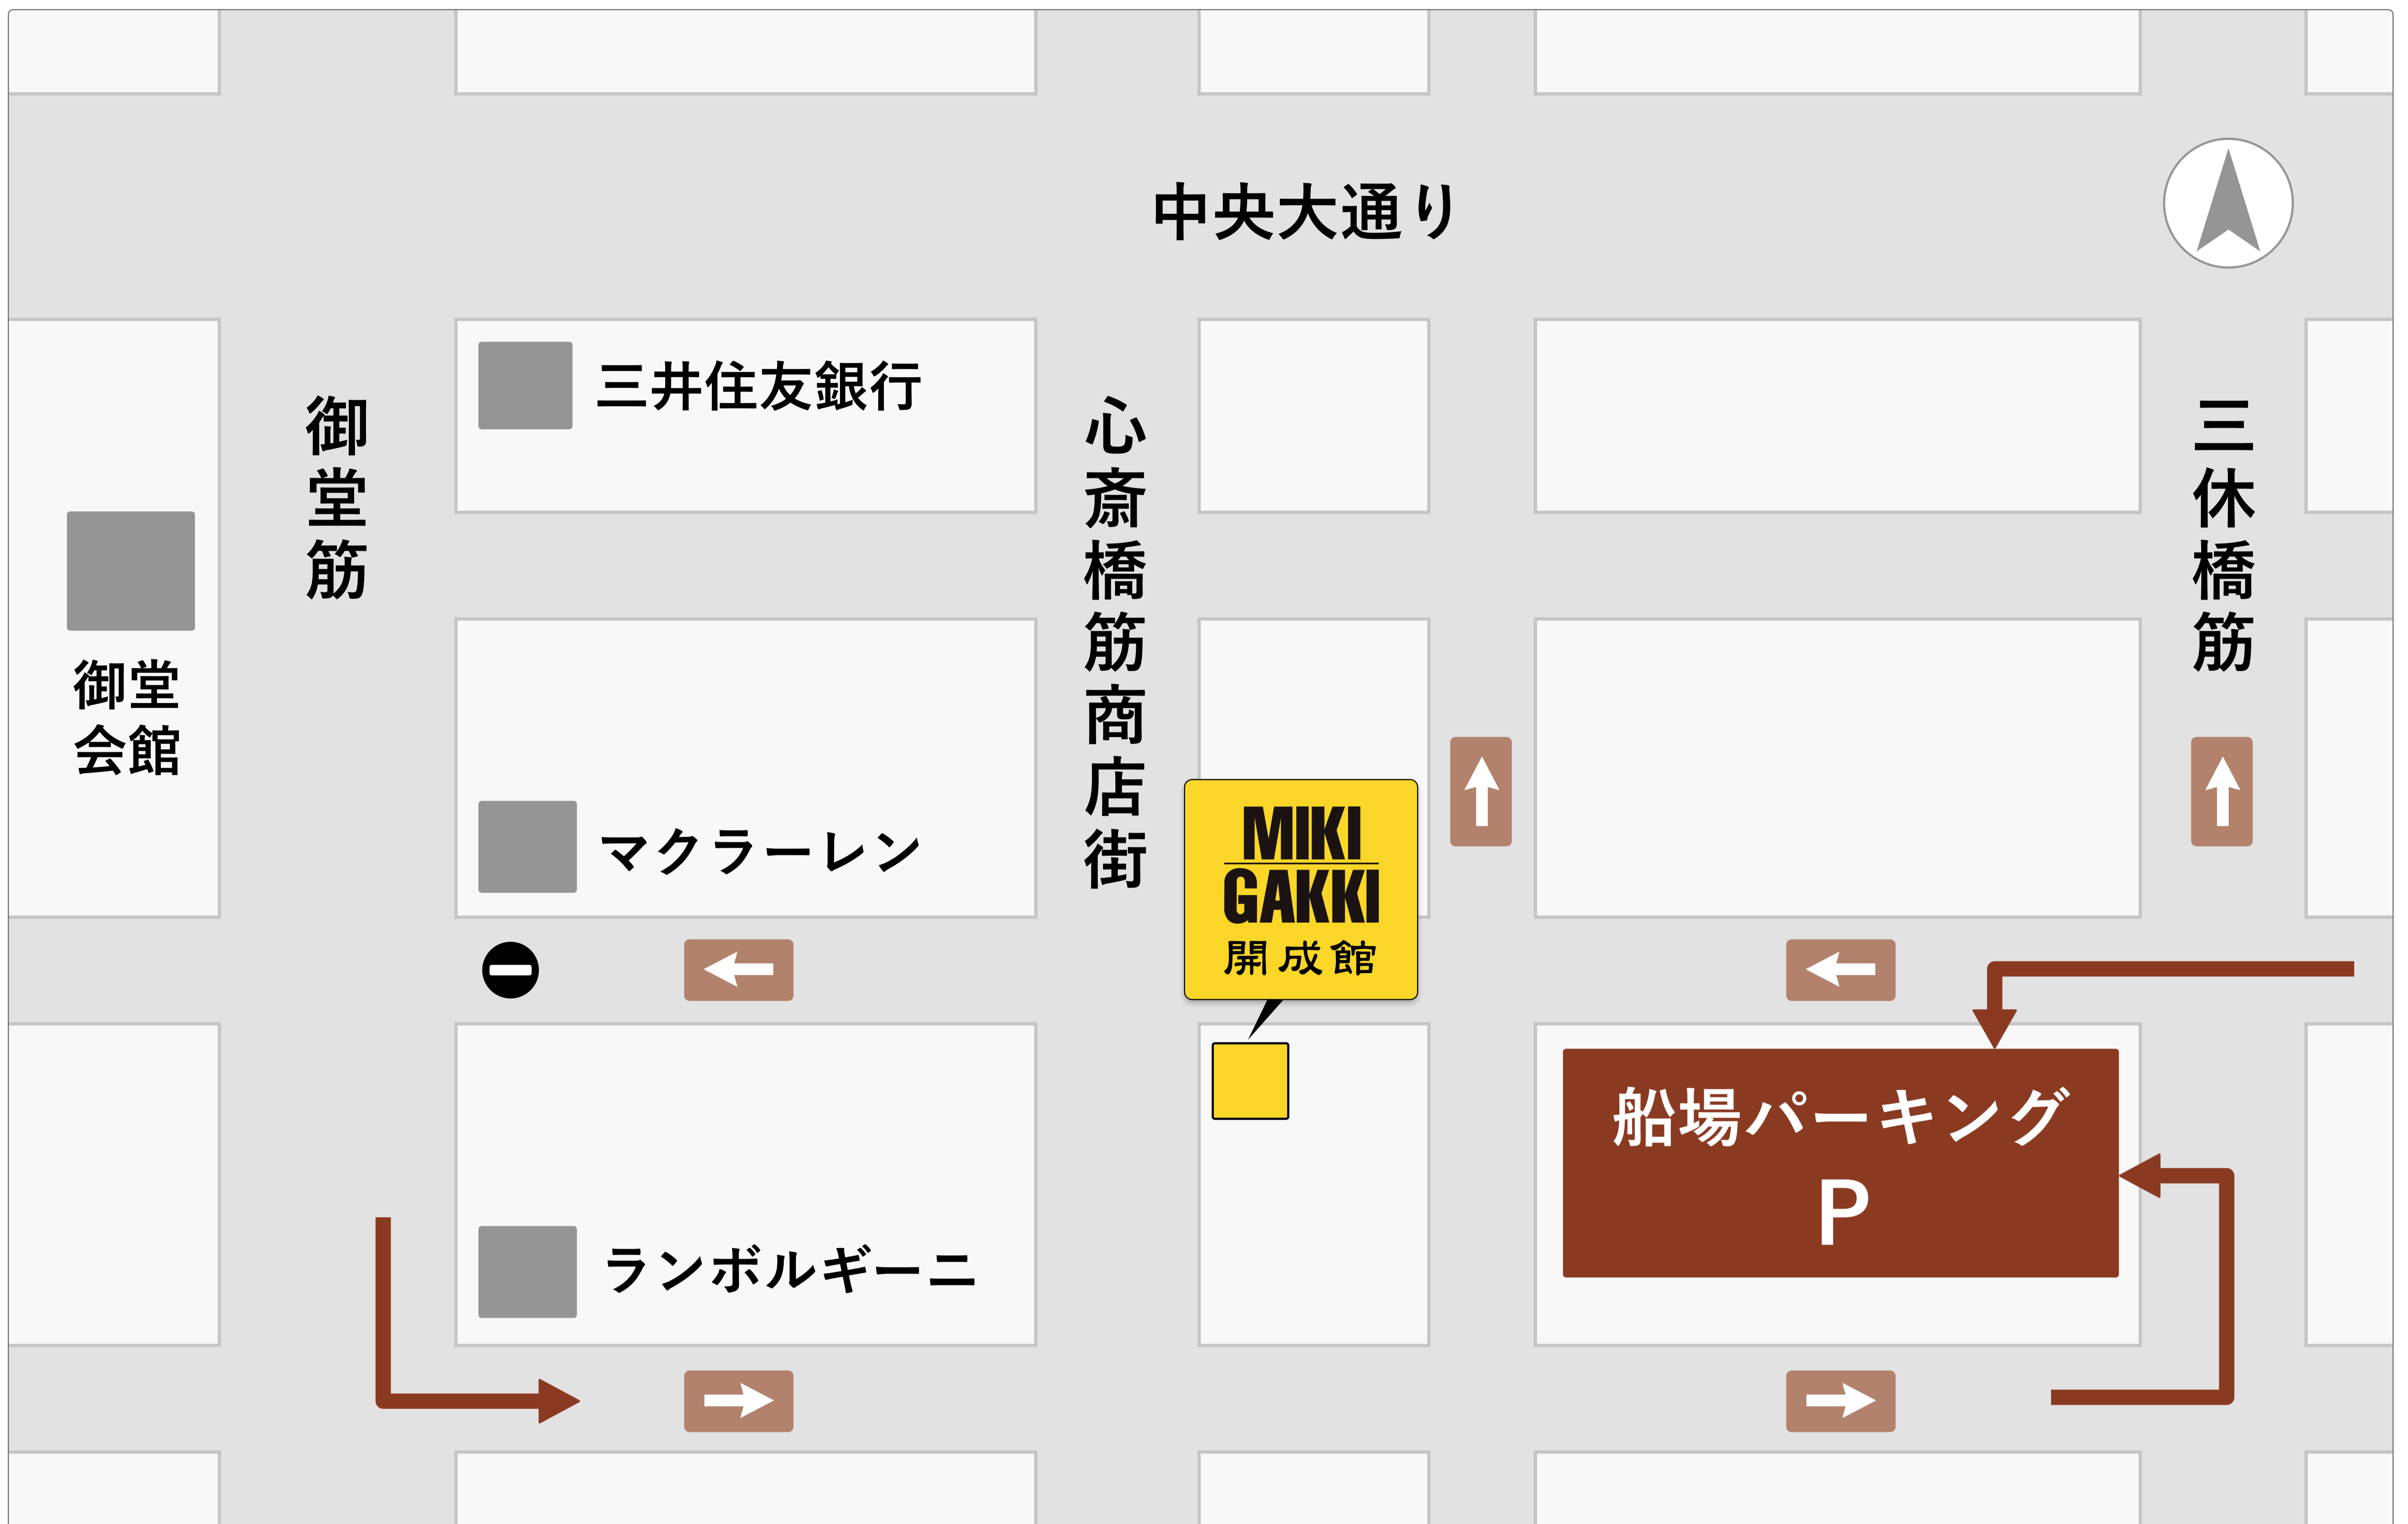 中央大通り
三井住友銀行
御堂筋
心斎橋筋商店街
三休橋筋
御堂
会館
マクラーレン
MIKI
GAKKI
開成館
船場パーキング
P
ランボルギーニ